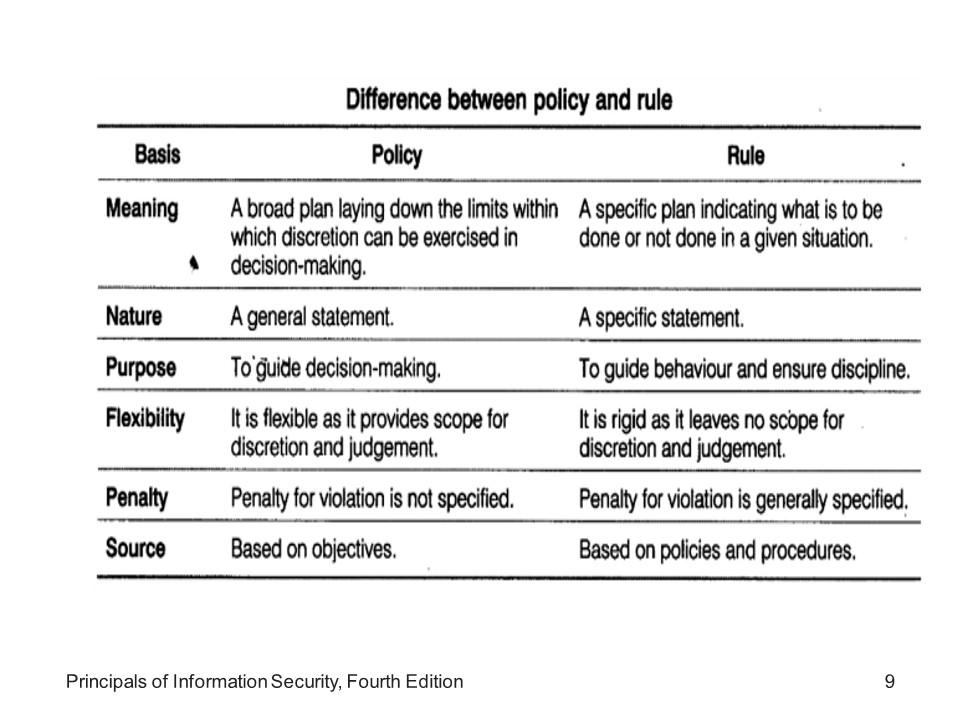 Difference between policy and rule
Basis Policy Rule
Meaning A broad plan laying down the limits within A specific plan indicating what is to be
which discretion can be exercised in done or not done in a given situation.
decision-making.
Nature A general statement. A specific statement.
Purpose To guide decision-making. To guide behaviour and ensure discipline.
Flexibility It is flexible as it provides scope for It is rigid as it leaves no scope for
discretion and judgement. discretion and judgement.
Penalty Penalty for violation is not specified. Penalty for violation is generally specified.
Source Based on objectives. Based on policies and procedures.
Principals of Information Security, Fourth Edition 9